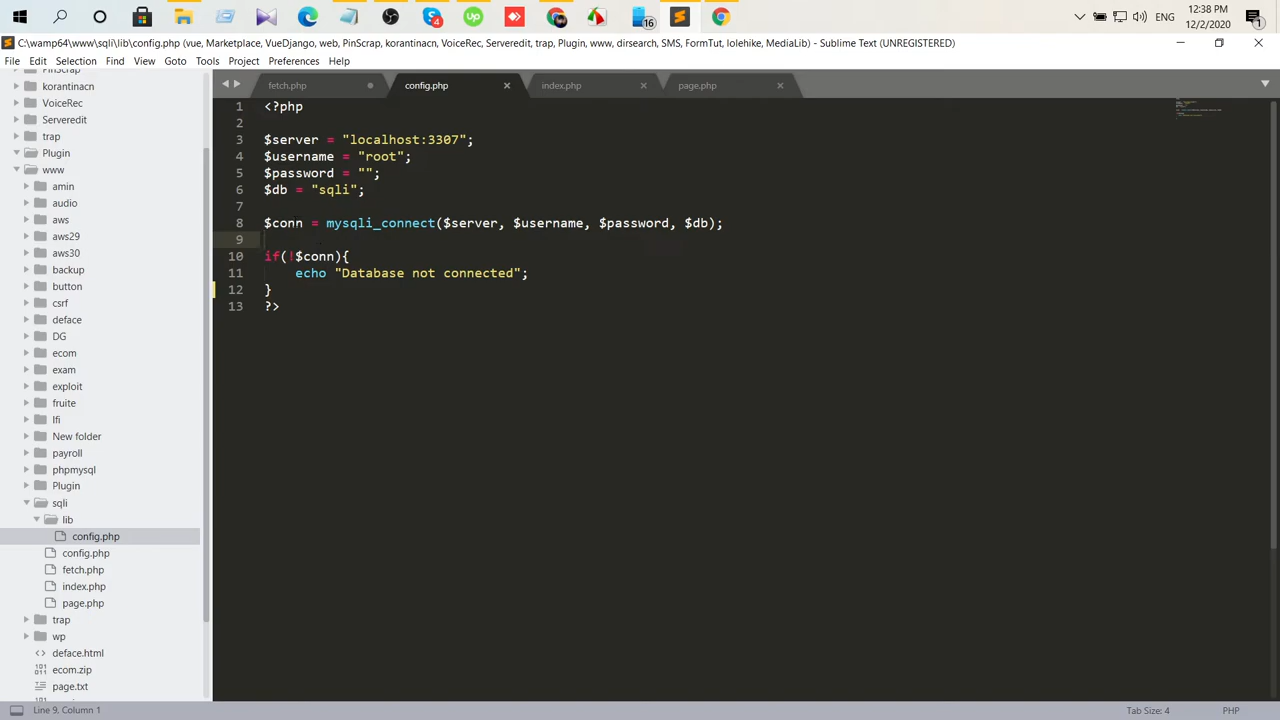 16
ENG
12:38 PM
12/2/2020
1
C:\wamp64\www\sqli\lib\config.php (vue, Marketplace, VueDjango, web, PinScrap, korantinacn, VoiceRec, Serveredit, trap, Plugin, www, dirsearch, SMS, FormTut, lolehike, MediaLib) - Sublime Text (UNREGISTERED)
File Edit Selection Find View Goto Tools Project Preferences Help
PinScrap
korantinacn
VoiceRec
Serveredit
trap
Plugin
www
amin
audio
aws
aws29
aws30
backup
button
csrf
deface
DG
ecom
exam
exploit
fruite
lfi
New folder
payroll
phpmysql
Plugin
sqli
lib
config.php
config.php
fetch.php
index.php
page.php
trap
wp
deface.html
ecom.zip
page.txt
fetch.php config.php index.php page.php
1 <?php
2
3 $server = "localhost:3307";
4 $username = "root";
5 $password = "";
6 $db = "sqli";
7
8 $conn = mysqli_connect($server, $username, $password, $db);
9
10 if(!$conn){
11     echo "Database not connected";
12 }
13 ?>
Line 9, Column 1
Tab Size: 4
PHP